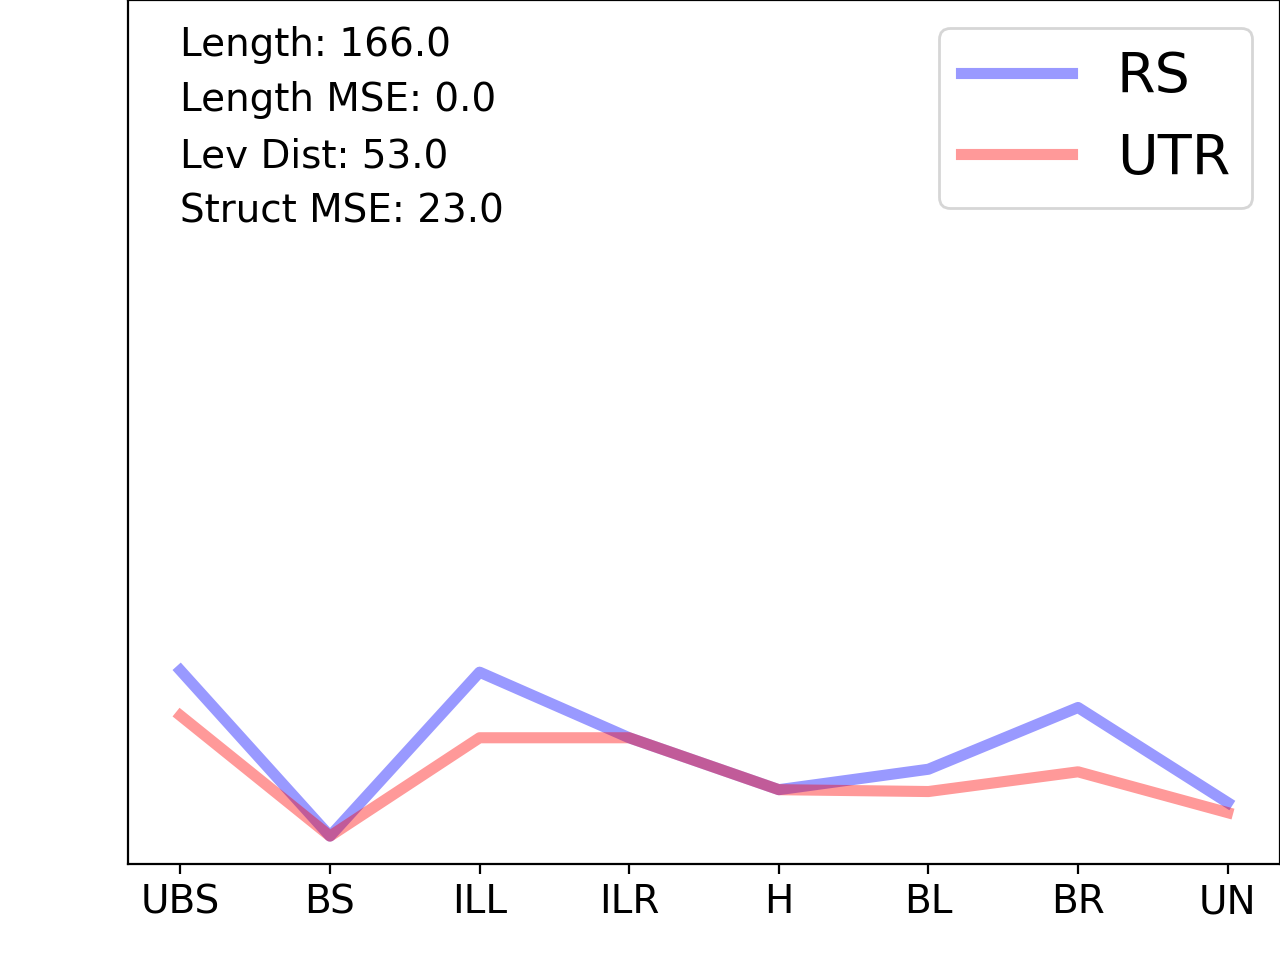 Length: 166.0
Length MSE: 0.0
Lev Dist: 53.0
Struct MSE: 23.0
RS
UTR
UBS BS ILL ILR H BL BR UN